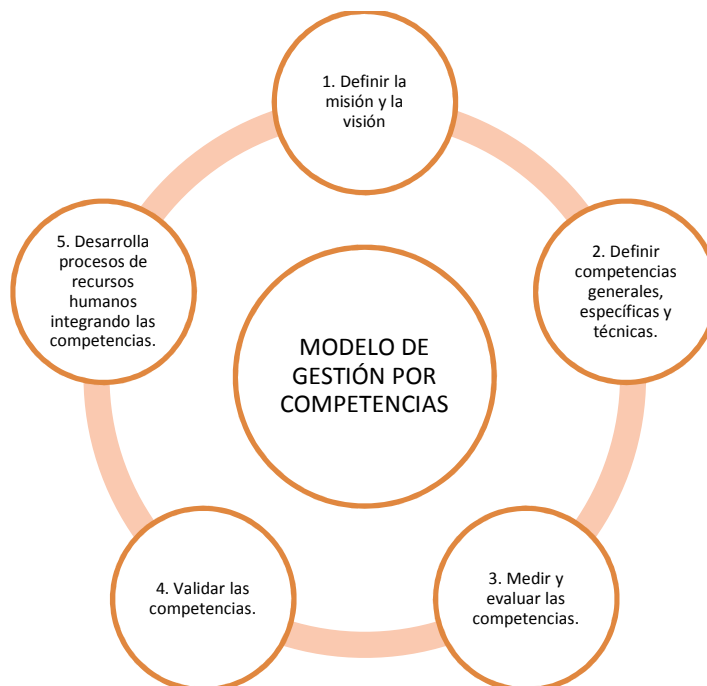 1. Definir la
misión y la
visión
2. Definir
competencias
generales,
específicas y
técnicas.
3. Medir y
evaluar las
competencias.
4. Validar las
competencias.
5. Desarrolla
procesos de
recursos
humanos
integrando las
competencias.
MODELO DE
GESTIÓN POR
COMPETENCIAS